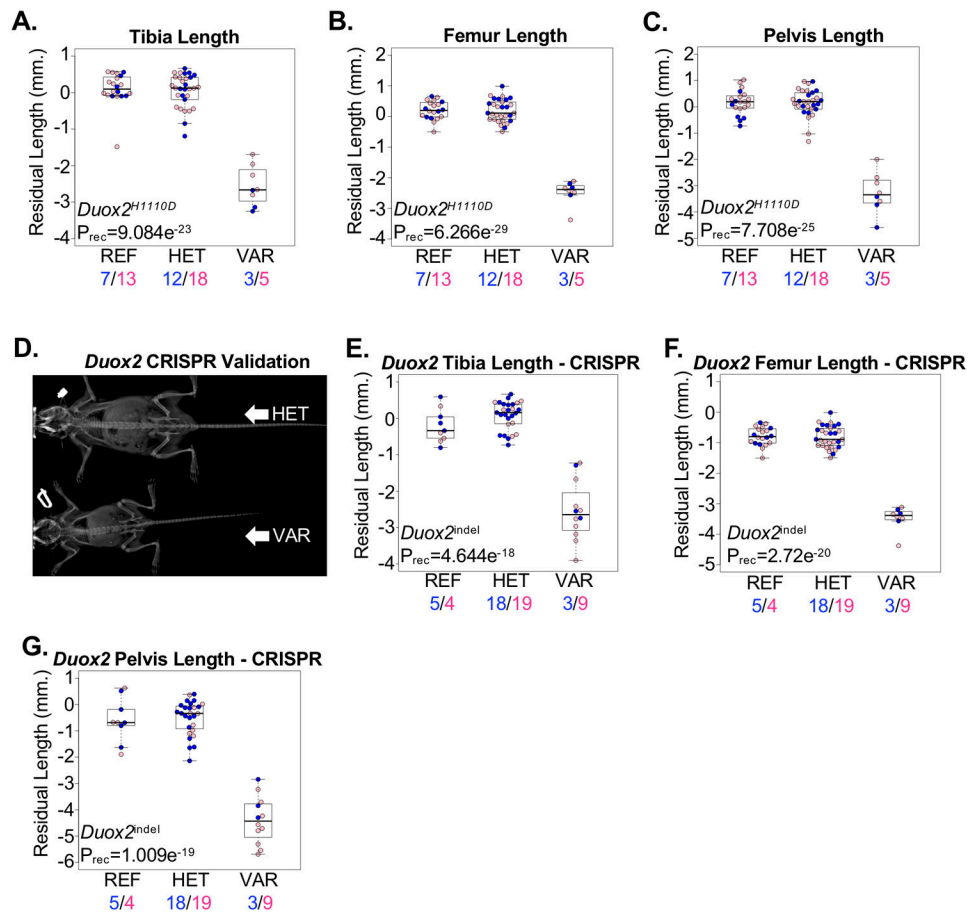 A.
Tibia Length
Residual Length (mm.)
1
0
-1
-2
-3
-4
Duox2H1110D
Prec=9.084e-23
REF HET VAR
7/13 12/18 3/5
B.
Femur Length
Residual Length (mm.)
2
1
0
-1
-2
-3
-4
Duox2H1110D
Prec=6.266e-29
REF HET VAR
7/13 12/18 3/5
C.
Pelvis Length
Residual Length (mm.)
2
1
0
-1
-2
-3
-4
-5
Duox2H1110D
Prec=7.708e-25
REF HET VAR
7/13 12/18 3/5
D.
Duox2 CRISPR Validation
HET
VAR
E.
Duox2 Tibia Length - CRISPR
Residual Length (mm.)
1
0
-1
-2
-3
-4
Duox2indel
Prec=4.644e-18
REF HET VAR
5/4 18/19 3/9
F.
Duox2 Femur Length - CRISPR
Residual Length (mm.)
1
0
-1
-2
-3
-4
-5
Duox2indel
Prec=2.72e-20
REF HET VAR
5/4 18/19 3/9
G.
Duox2 Pelvis Length - CRISPR
Residual Length (mm.)
1
0
-1
-2
-3
-4
-5
-6
Duox2indel
Prec=1.009e-19
REF HET VAR
5/4 18/19 3/9